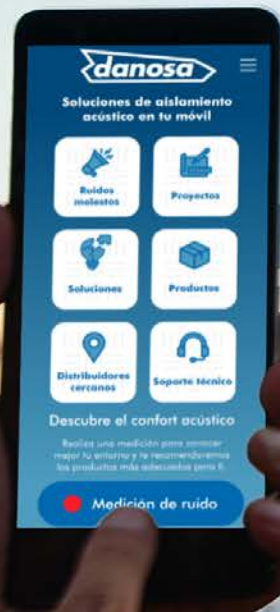 danosa
Soluciones de aislamiento
acústico en tu móvil
Ruidos
molestos
Proyectos
Soluciones
Productos
Distribuidores
cercanos
Soporte técnico
Descubre el confort acústico
Realiza una medición para conocer
mejor tu entorno y te recomendaremos
los productos más adecuados para ti.
Medición de ruido